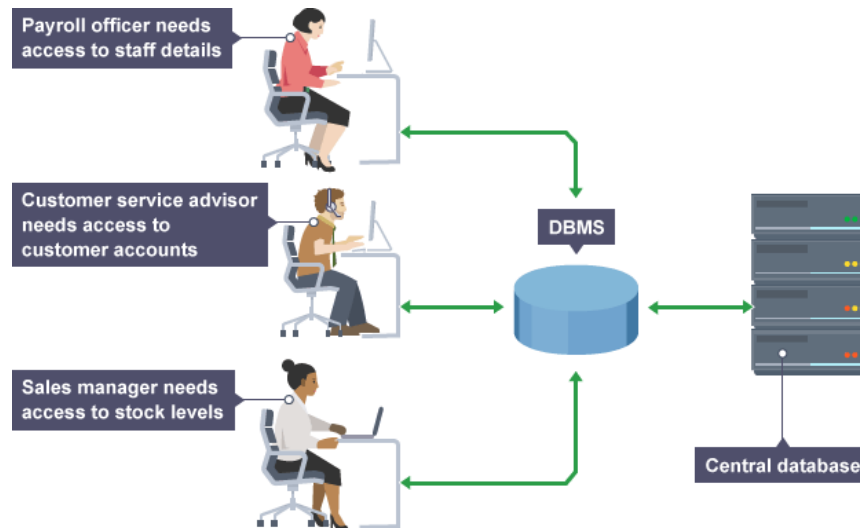 Payroll officer needs
access to staff details
Customer service advisor
needs access to
customer accounts
DBMS
Sales manager needs
access to stock levels
Central database